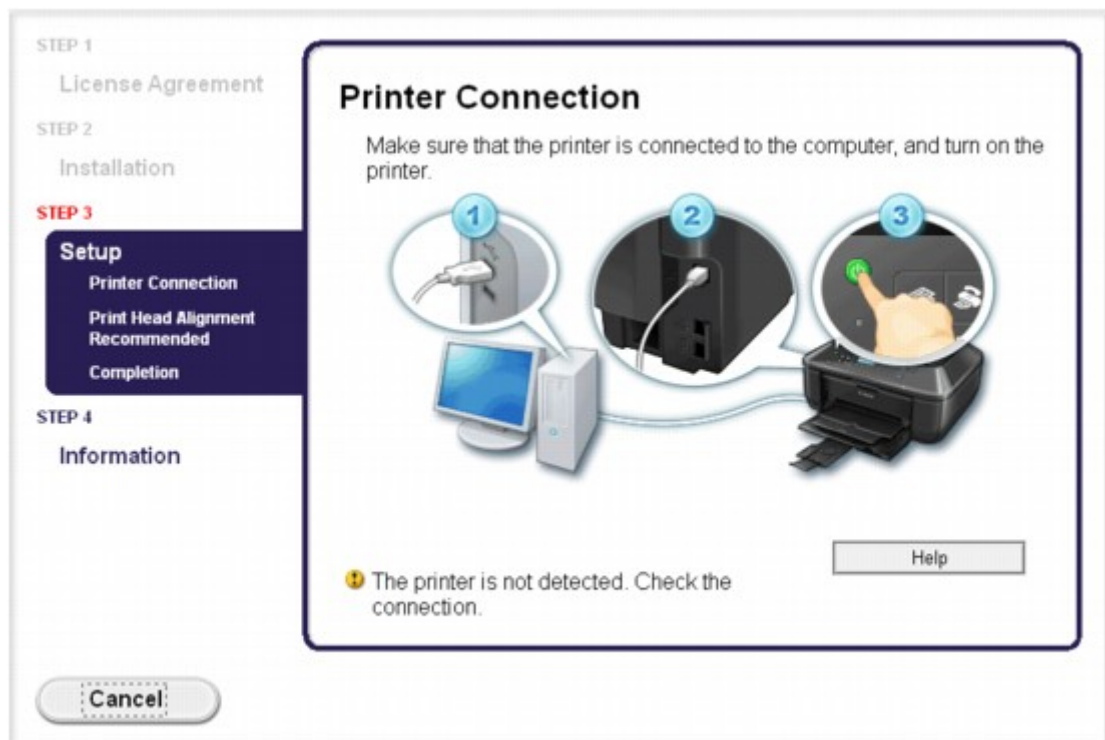 STEP 1
License Agreement
STEP 2
Installation
STEP 3
Setup
Printer Connection
Print Head Alignment
Recommended
Completion
STEP 4
Information
Printer Connection
Make sure that the printer is connected to the computer, and turn on the
printer.
1
2
3
Help
The printer is not detected. Check the
connection.
Cancel